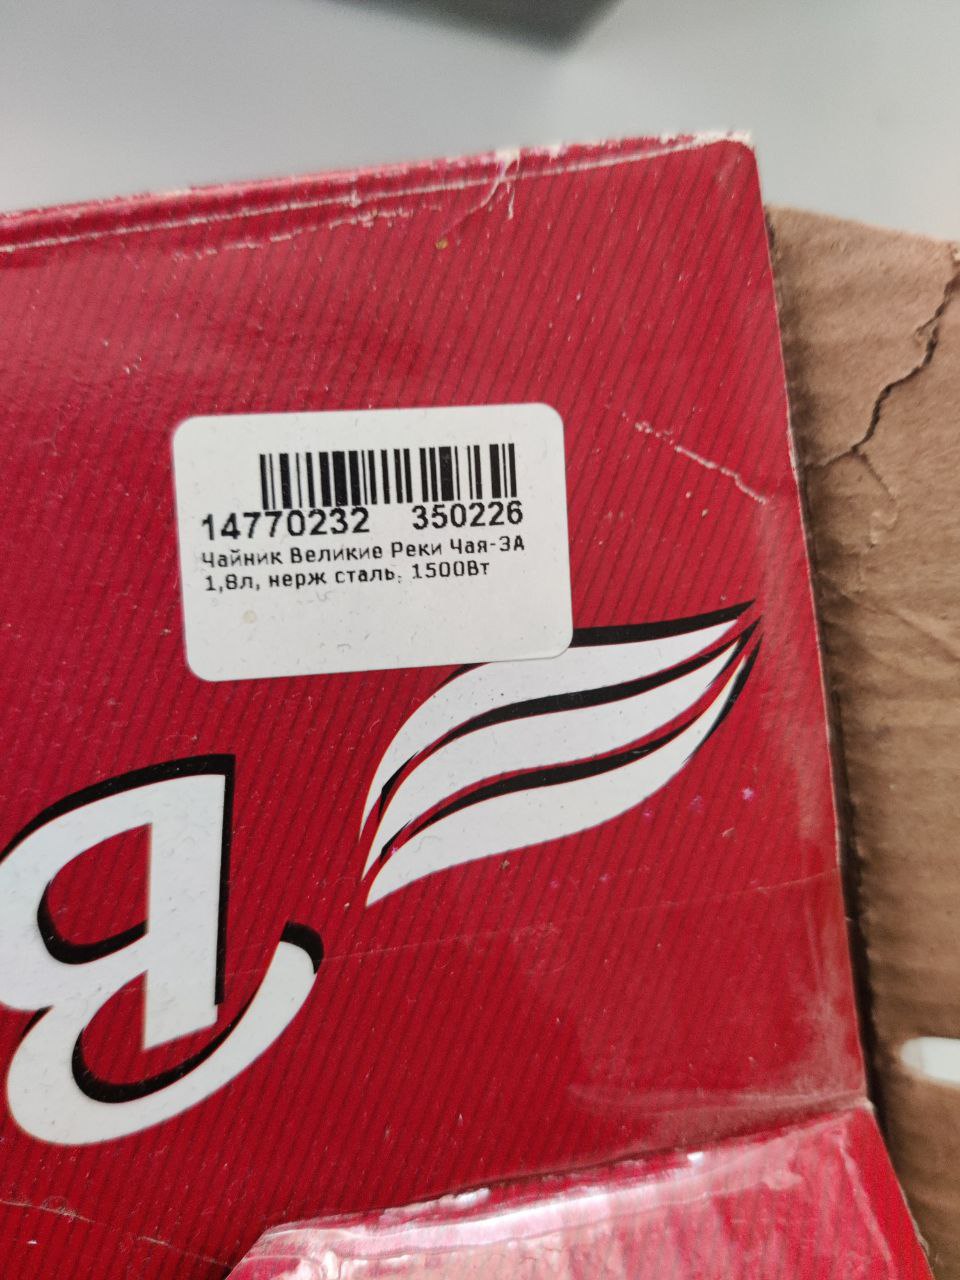 14770232 350226
Чайник Великие Реки Чая-3А
1,8л, нерж сталь, 1500Вт